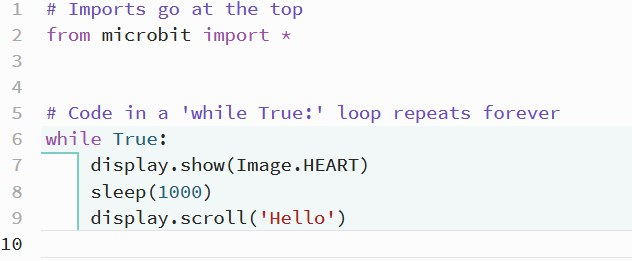 1 # Imports go at the top
2 from microbit import *
3
4
5 # Code in a 'while True:' loop repeats forever
6 while True:
7     display.show(Image.HEART)
8     sleep(1000)
9     display.scroll('Hello')
10